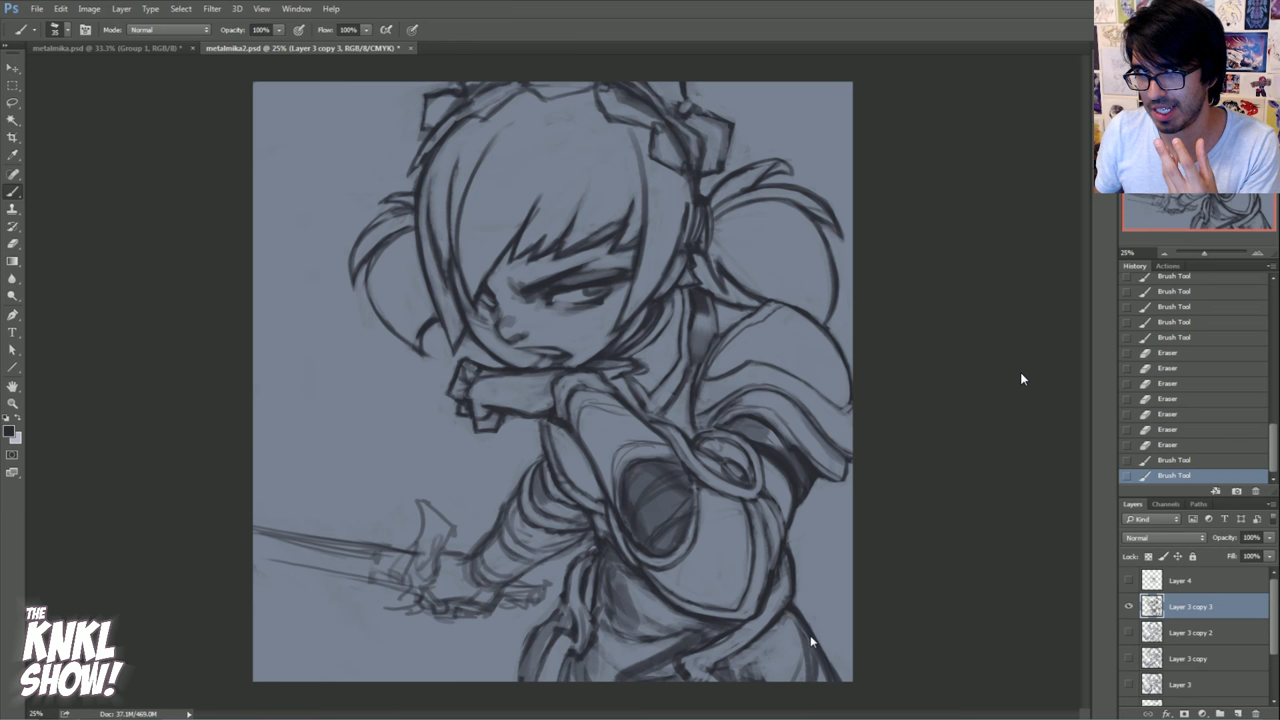 Ps File Edit Image Layer Type Select Filter 3D View Window Help
35 Mode: Normal Opacity: 100% Flow: 100%
metalmika.psd @ 33.3% (Group 1, RGB/8) * × metalmika2.psd @ 25% (Layer 3 copy 3, RGB/8/CMYK) * ×
25%
History Actions
Brush Tool
Brush Tool
Brush Tool
Brush Tool
Brush Tool
Eraser
Eraser
Eraser
Eraser
Eraser
Eraser
Eraser
Brush Tool
Brush Tool
Layers Channels Paths
Kind
Normal Opacity: 100%
Lock: Fill: 100%
Layer 4
Layer 3 copy 3
Layer 3 copy 2
Layer 3 copy
Layer 3
THE
KNKL
SHOW!
25% Doc: 37.1M/469.0M